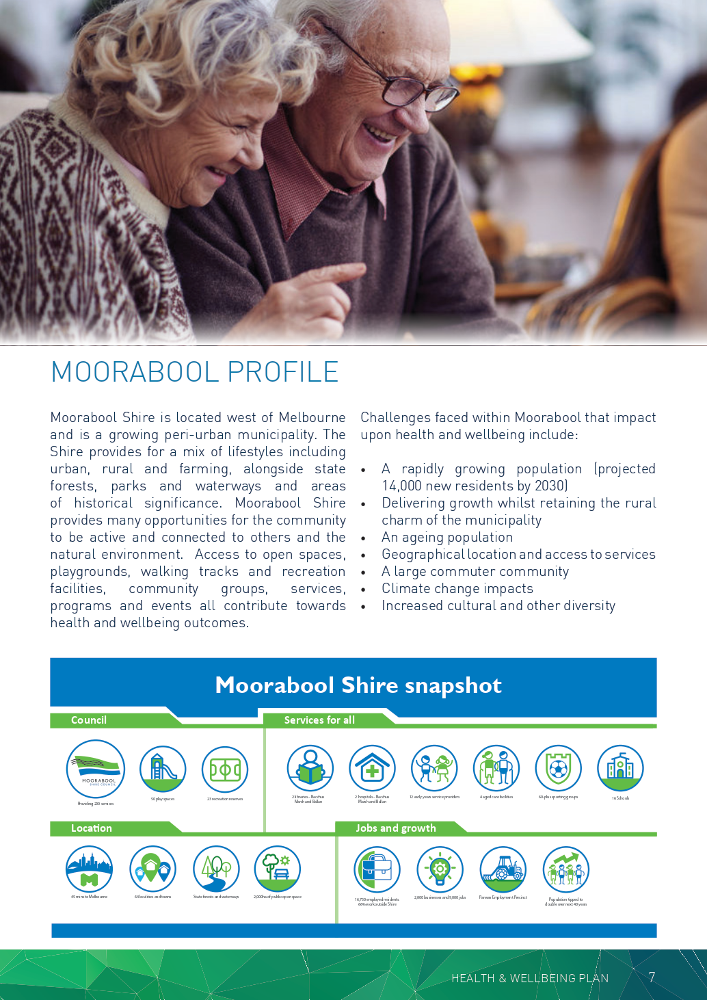 MOORABOOL PROFILE
Moorabool Shire is located west of Melbourne
and is a growing peri-urban municipality. The
Shire provides for a mix of lifestyles including
urban, rural and farming, alongside state
forests, parks and waterways and areas
of historical significance. Moorabool Shire
provides many opportunities for the community
to be active and connected to others and the
natural environment. Access to open spaces,
playgrounds, walking tracks and recreation
facilities, community groups, services,
programs and events all contribute towards
health and wellbeing outcomes.
Challenges faced within Moorabool that impact
upon health and wellbeing include:
• A rapidly growing population (projected
14,000 new residents by 2030)
• Delivering growth whilst retaining the rural
charm of the municipality
• An ageing population
• Geographical location and access to services
• A large commuter community
• Climate change impacts
• Increased cultural and other diversity
Moorabool Shire snapshot
Council
MOORABOOL
SHIRE COUNCIL
Providing 200 services
50 play spaces
23 recreation reserves
Services for all
2 libraries – Bacchus
Marsh and Ballan
2 hospitals – Bacchus
Marsh and Ballan
12 early years service providers
4 aged care facilities
60-plus sporting groups
16 Schools
Location
45 mins to Melbourne
64 localities and towns
State forests and waterways
2,000ha of public open space
Jobs and growth
16,750 employed residents.
66% work outside Shire
2,800 businesses and 9,000 jobs
Parwan Employment Precinct
Population tipped to
double over next 40 years
HEALTH & WELLBEING PLAN
7